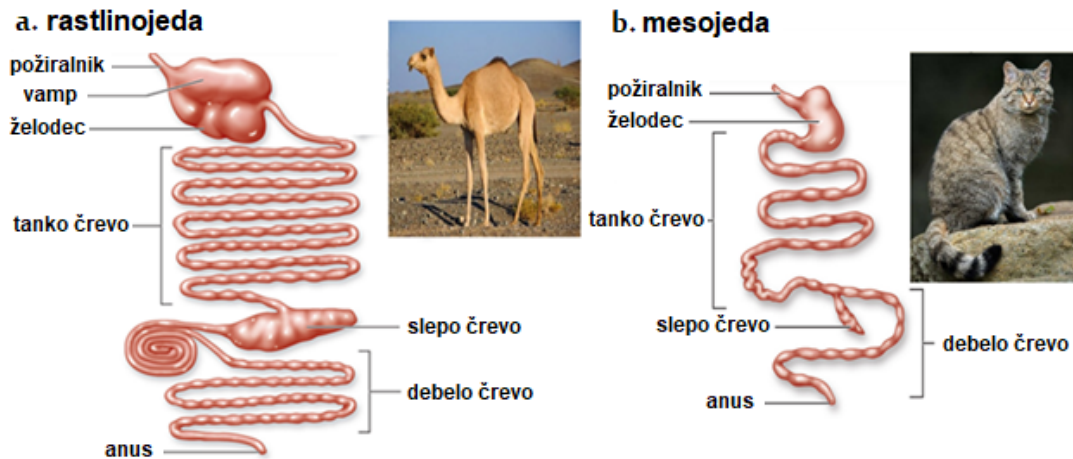 a. rastlinojeda
požiralnik
vamp
želodec
tanko črevo
slepo črevo
debelo črevo
anus
b. mesojeda
požiralnik
želodec
tanko črevo
slepo črevo
debelo črevo
anus